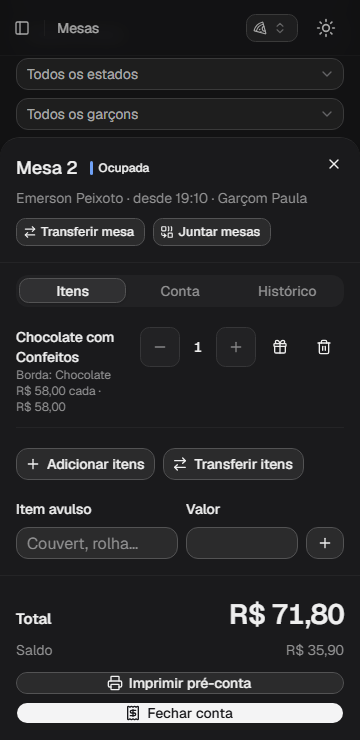 Mesas
Todos os estados
Todos os garçons
Mesa 2 Ocupada
Emerson Peixoto · desde 19:10 · Garçom Paula
Transferir mesa Juntar mesas
Itens Conta Histórico
Chocolate com
Confeitos
1
Borda: Chocolate
R$ 58,00 cada ·
R$ 58,00
Adicionar itens Transferir itens
Item avulso Valor
Couvert, rolha...
Total R$ 71,80
Saldo R$ 35,90
Imprimir pré-conta
Fechar conta